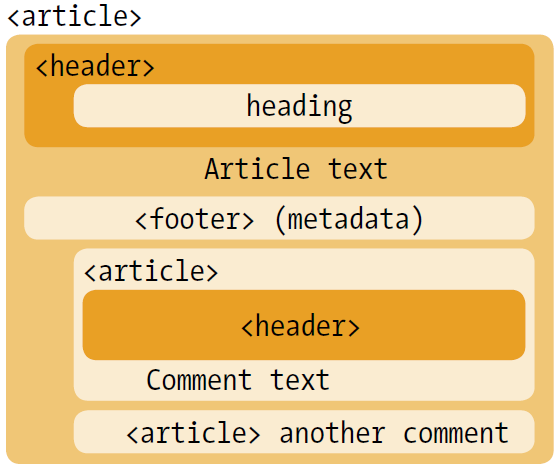 <article>
<header>
heading
Article text
<footer> (metadata)
<article>
<header>
Comment text
<article> another comment